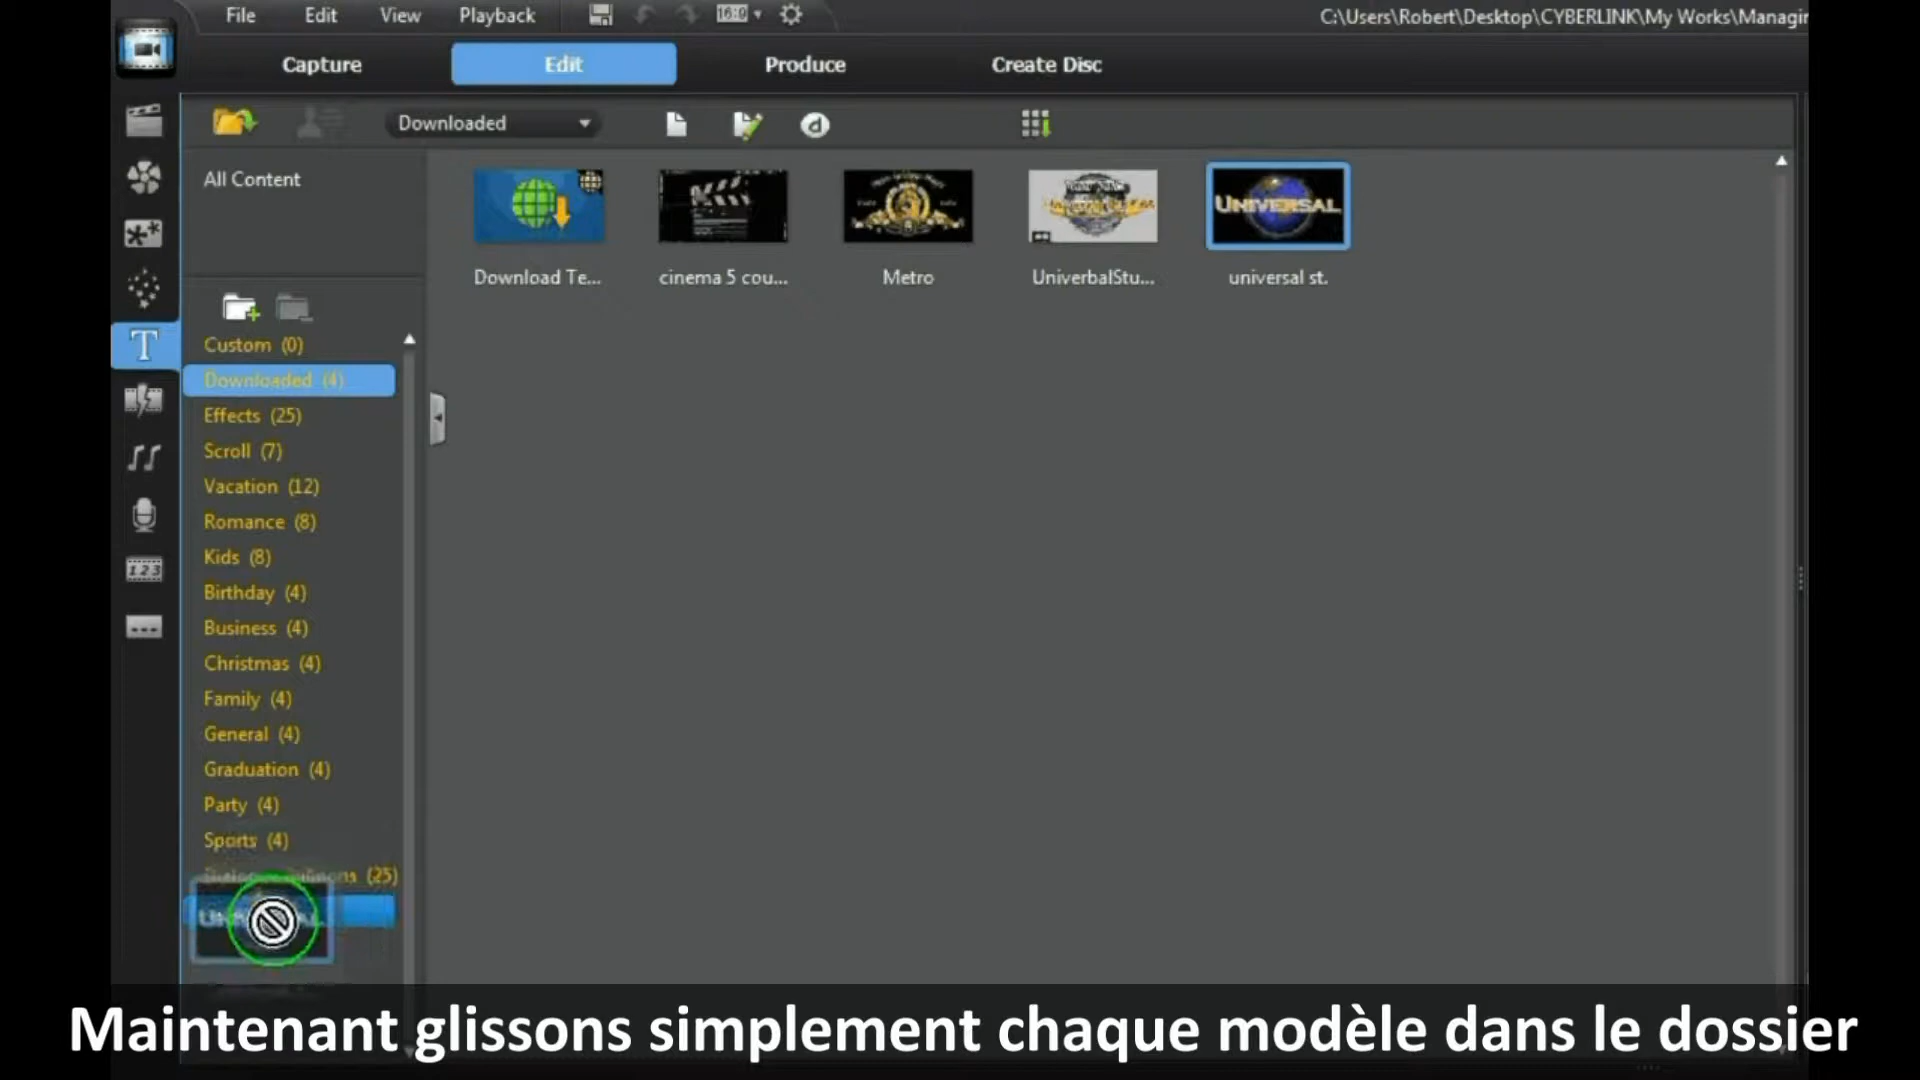 File Edit View Playback
C:\Users\Robert\Desktop\CYBERLINK\My Works\Managin
Capture Edit Produce Create Disc
Downloaded
All Content
UNIVERSAL
Download Te... cinema 5 cou... Metro UniverbalStu... universal st.
Custom (0)
Downloaded (4)
Effects (25)
Scroll (7)
Vacation (12)
Romance (8)
Kids (8)
Birthday (4)
Business (4)
Christmas (4)
Family (4)
General (4)
Graduation (4)
Party (4)
Sports (4)
(25)
Maintenant glissons simplement chaque modèle dans le dossier